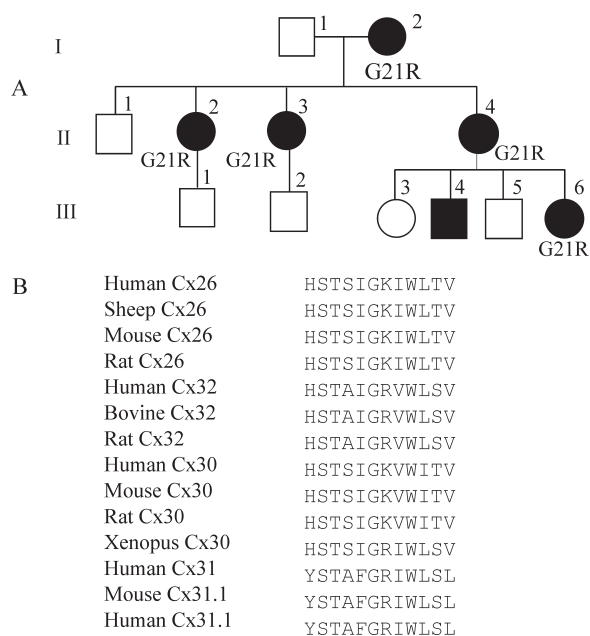 I
1
2
G21R
A
1
2
3
4
II
G21R
G21R
G21R
1
2
3
4
5
6
III
G21R
B
Human Cx26 HSTSIGKIWLTV
Sheep Cx26 HSTSIGKIWLTV
Mouse Cx26 HSTSIGKIWLTV
Rat Cx26 HSTSIGKIWLTV
Human Cx32 HSTAIGRVWLSV
Bovine Cx32 HSTAIGRVWLSV
Rat Cx32 HSTAIGRVWLSV
Human Cx30 HSTSIGKVWITV
Mouse Cx30 HSTSIGKVWITV
Rat Cx30 HSTSIGKVWITV
Xenopus Cx30 HSTSIGRIWLSV
Human Cx31 YSTAFGRIWLSL
Mouse Cx31.1 YSTAFGRIWLSL
Human Cx31.1 YSTAFGRIWLSL